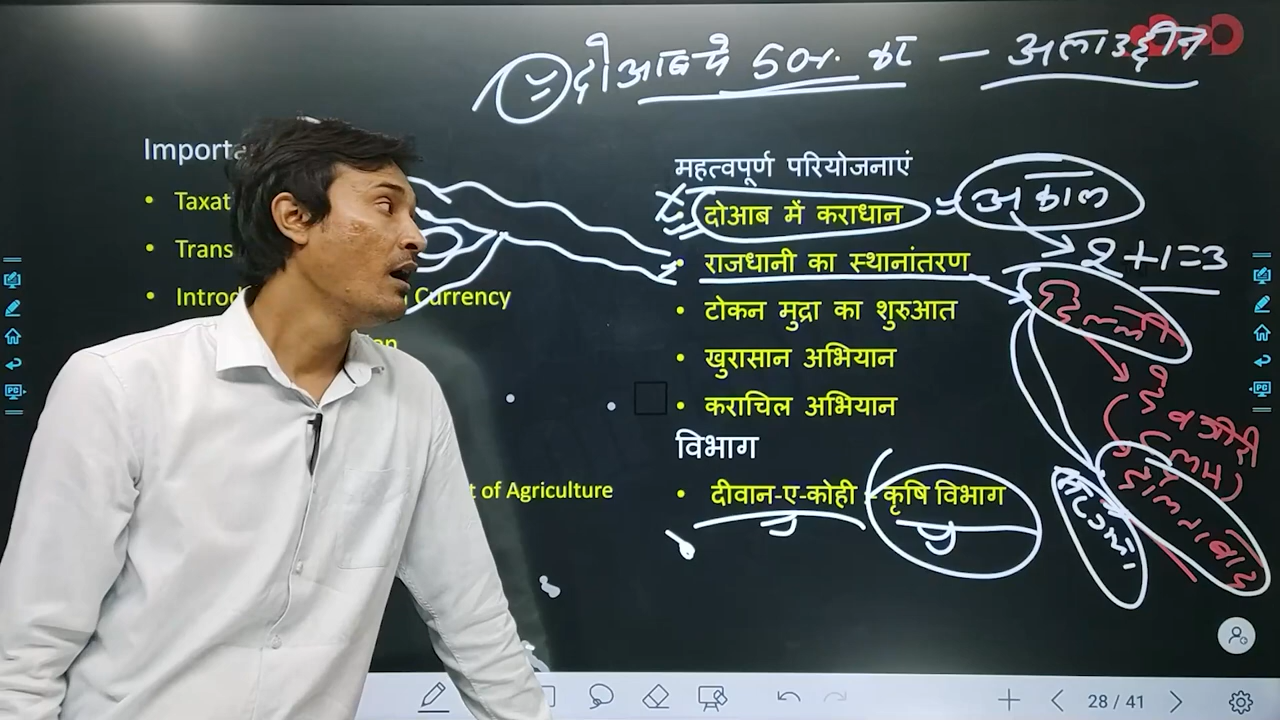 दोआब में 50% कर — अलाउद्दीन
Importa
• Taxat
• Trans
• Introd
Currency
t of Agriculture
महत्वपूर्ण परियोजनाएं
दोआब में कराधान = अकाल
2+1=3
• राजधानी का स्थानांतरण
दिल्ली
• टोकन मुद्रा का शुरुआत
• खुरासान अभियान
• कराचिल अभियान
देवगीरी
दौलताबाद
विभाग
• दीवान-ए-कोही - कृषि विभाग
28 / 41